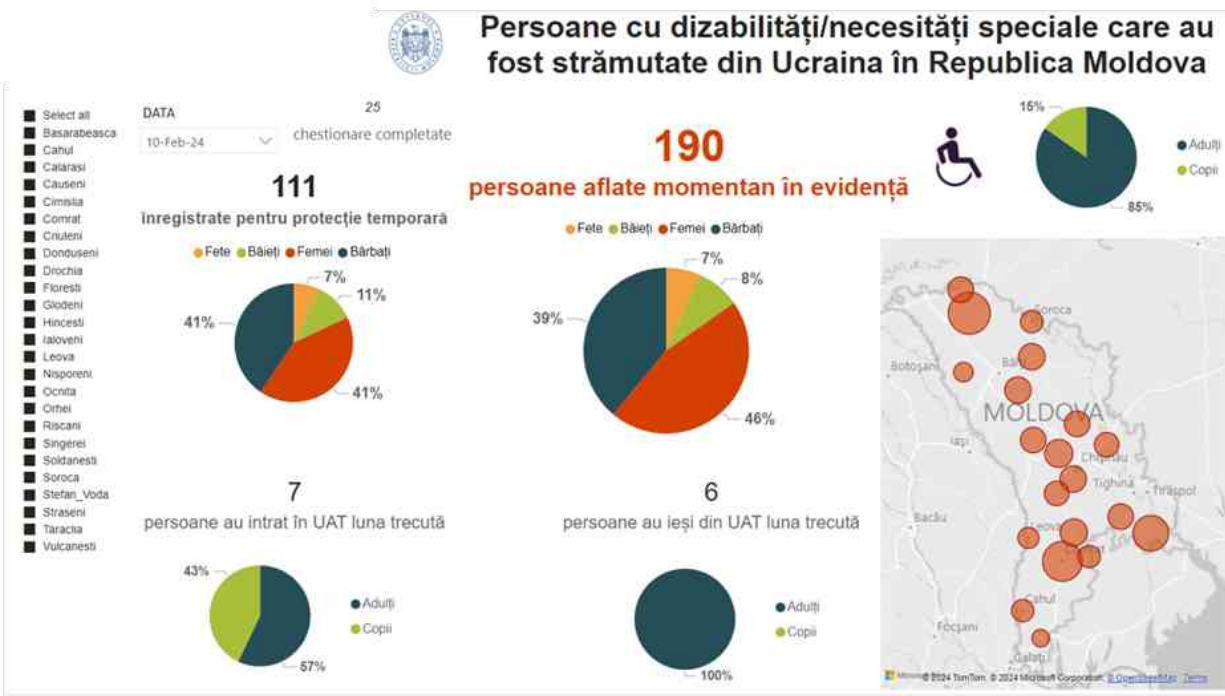 Persoane cu dizabilități/necesități speciale care au
fost strămutate din Ucraina în Republica Moldova
Select all
Basarabeasca
Cahul
Calarasi
Causeni
Cimislia
Comrat
Criuleni
Donduseni
Drochia
Floresti
Glodeni
Hincesti
Ialoveni
Leova
Nisporeni
Ocnita
Orhei
Riscani
Singerei
Soldanesti
Soroca
Stefan_Voda
Straseni
Taraclia
Vulcanesti
DATA
10-Feb-24
25
chestionare completate
111
înregistrate pentru protecție temporară
Fete Băieți Femei Bărbați
7%
11%
41%
41%
190
persoane aflate momentan în evidență
Fete Băieți Femei Bărbați
7%
8%
39%
46%
15%
85%
Adulți
Copii
7
persoane au intrat în UAT luna trecută
43%
57%
Adulți
Copii
6
persoane au ieși din UAT luna trecută
100%
Adulți
Copii
Soroca
Botoșani
MOLDOVA
Iași
Tighina
Tiraspol
Bacău
Leova
Cahul
Focșani
Galați
© 2024 TomTom, © 2024 Microsoft Corporation, © OpenStreetMap Terms